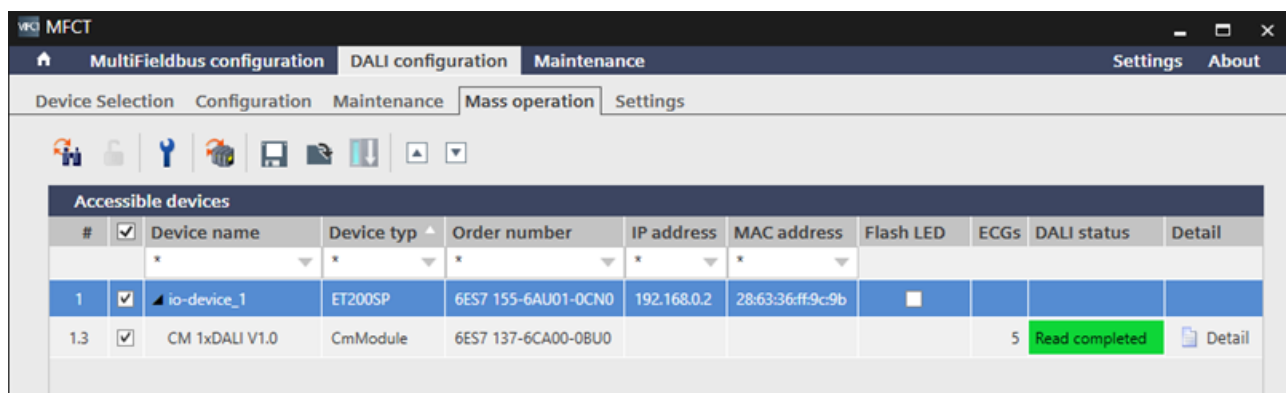 MFCT MFCT
MultiFieldbus configuration DALI configuration Maintenance Settings About
Device Selection Configuration Maintenance Mass operation Settings
Accessible devices
# Device name Device typ Order number IP address MAC address Flash LED ECGs DALI status Detail
* * * * *
1 io-device_1 ET200SP 6ES7 155-6AU01-0CN0 192.168.0.2 28:63:36:ff:9c:9b
1.3 CM 1xDALI V1.0 CmModule 6ES7 137-6CA00-0BU0 5 Read completed Detail